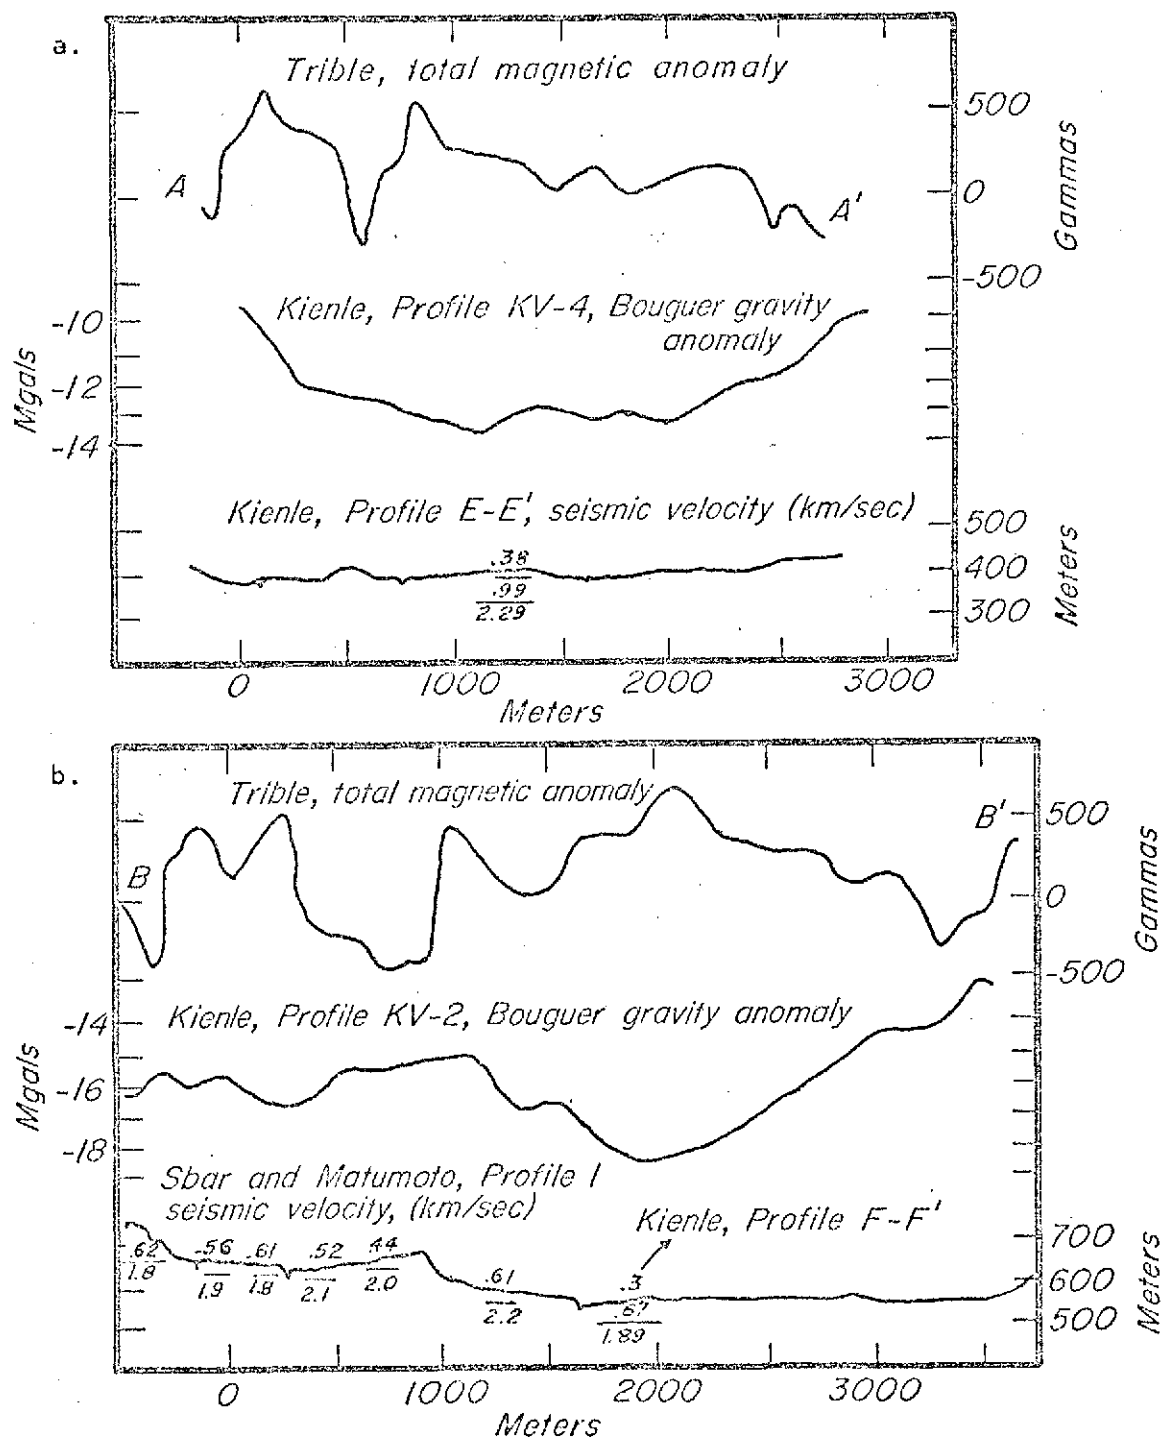 a.
Trible, total magnetic anomaly
500
0
-500
Gammas
A
A'
Kienle, Profile KV-4, Bouguer gravity
anomaly
-10
-12
-14
Mgals
Kienle, Profile E-E', seismic velocity (km/sec)
.38
.99
2.29
500
400
300
Meters
0
1000
2000
3000
Meters
b.
Trible, total magnetic anomaly
B
B'
500
0
-500
Gammas
Kienle, Profile KV-2, Bouguer gravity anomaly
-14
-16
-18
Mgals
Sbar and Matumoto, Profile I
seismic velocity, (km/sec)
Kienle, Profile F-F'
.62
1.8
.56
1.9
.61
1.8
.52
2.1
.44
2.0
.61
2.2
.3
.67
1.89
700
600
500
Meters
0
1000
2000
3000
Meters